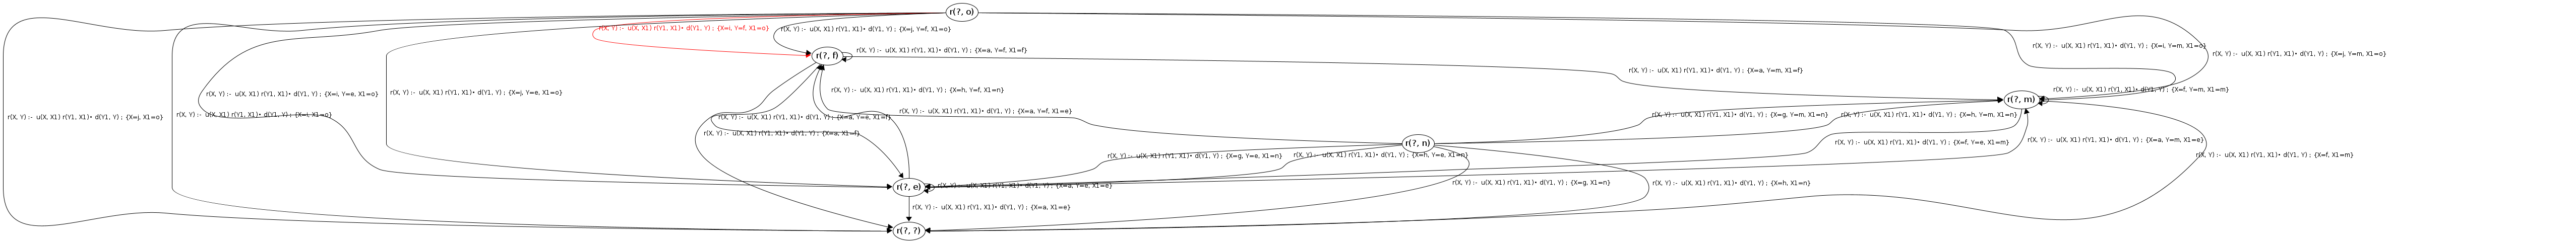 r(?, o)
r(X, Y) :- u(X, X1) r(Y1, X1)• d(Y1, Y) ; {X=i, Y=f, X1=o}
r(X, Y) :- u(X, X1) r(Y1, X1)• d(Y1, Y) ; {X=j, Y=f, X1=o}
r(X, Y) :- u(X, X1) r(Y1, X1)• d(Y1, Y) ; {X=i, Y=m, X1=o}
r(X, Y) :- u(X, X1) r(Y1, X1)• d(Y1, Y) ; {X=a, Y=f, X1=f}
r(X, Y) :- u(X, X1) r(Y1, X1)• d(Y1, Y) ; {X=j, Y=m, X1=o}
r(?, f)
r(X, Y) :- u(X, X1) r(Y1, X1)• d(Y1, Y) ; {X=a, Y=m, X1=f}
r(X, Y) :- u(X, X1) r(Y1, X1)• d(Y1, Y) ; {X=h, Y=f, X1=n}
r(X, Y) :- u(X, X1) r(Y1, X1)• d(Y1, Y) ; {X=f, Y=m, X1=m}
r(X, Y) :- u(X, X1) r(Y1, X1)• d(Y1, Y) ; {X=i, Y=e, X1=o}
r(X, Y) :- u(X, X1) r(Y1, X1)• d(Y1, Y) ; {X=j, Y=e, X1=o}
r(?, m)
r(X, Y) :- u(X, X1) r(Y1, X1)• d(Y1, Y) ; {X=a, Y=f, X1=e}
r(X, Y) :- u(X, X1) r(Y1, X1)• d(Y1, Y) ; {X=j, X1=o}
r(X, Y) :- u(X, X1) r(Y1, X1)• d(Y1, Y) ; {X=i, X1=o}
r(X, Y) :- u(X, X1) r(Y1, X1)• d(Y1, Y) ; {X=a, Y=e, X1=f}
r(X, Y) :- u(X, X1) r(Y1, X1)• d(Y1, Y) ; {X=g, Y=m, X1=n}
r(X, Y) :- u(X, X1) r(Y1, X1)• d(Y1, Y) ; {X=h, Y=m, X1=n}
r(X, Y) :- u(X, X1) r(Y1, X1)• d(Y1, Y) ; {X=a, X1=f}
r(?, n)
r(X, Y) :- u(X, X1) r(Y1, X1)• d(Y1, Y) ; {X=f, Y=e, X1=m}
r(X, Y) :- u(X, X1) r(Y1, X1)• d(Y1, Y) ; {X=a, Y=m, X1=e}
r(X, Y) :- u(X, X1) r(Y1, X1)• d(Y1, Y) ; {X=g, Y=e, X1=n}
r(X, Y) :- u(X, X1) r(Y1, X1)• d(Y1, Y) ; {X=h, Y=e, X1=n}
r(X, Y) :- u(X, X1) r(Y1, X1)• d(Y1, Y) ; {X=f, X1=m}
r(?, e)
r(X, Y) :- u(X, X1) r(Y1, X1)• d(Y1, Y) ; {X=a, Y=e, X1=e}
r(X, Y) :- u(X, X1) r(Y1, X1)• d(Y1, Y) ; {X=g, X1=n}
r(X, Y) :- u(X, X1) r(Y1, X1)• d(Y1, Y) ; {X=h, X1=n}
r(X, Y) :- u(X, X1) r(Y1, X1)• d(Y1, Y) ; {X=a, X1=e}
r(?, ?)